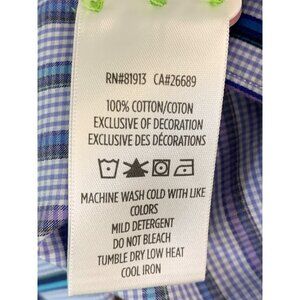 RN#81913 CA#26689
100% COTTON/COTON
EXCLUSIVE OF DECORATION
EXCLUSIVE DES DÉCORATIONS
MACHINE WASH COLD WITH LIKE
COLORS
MILD DETERGENT
DO NOT BLEACH
TUMBLE DRY LOW HEAT
COOL IRON